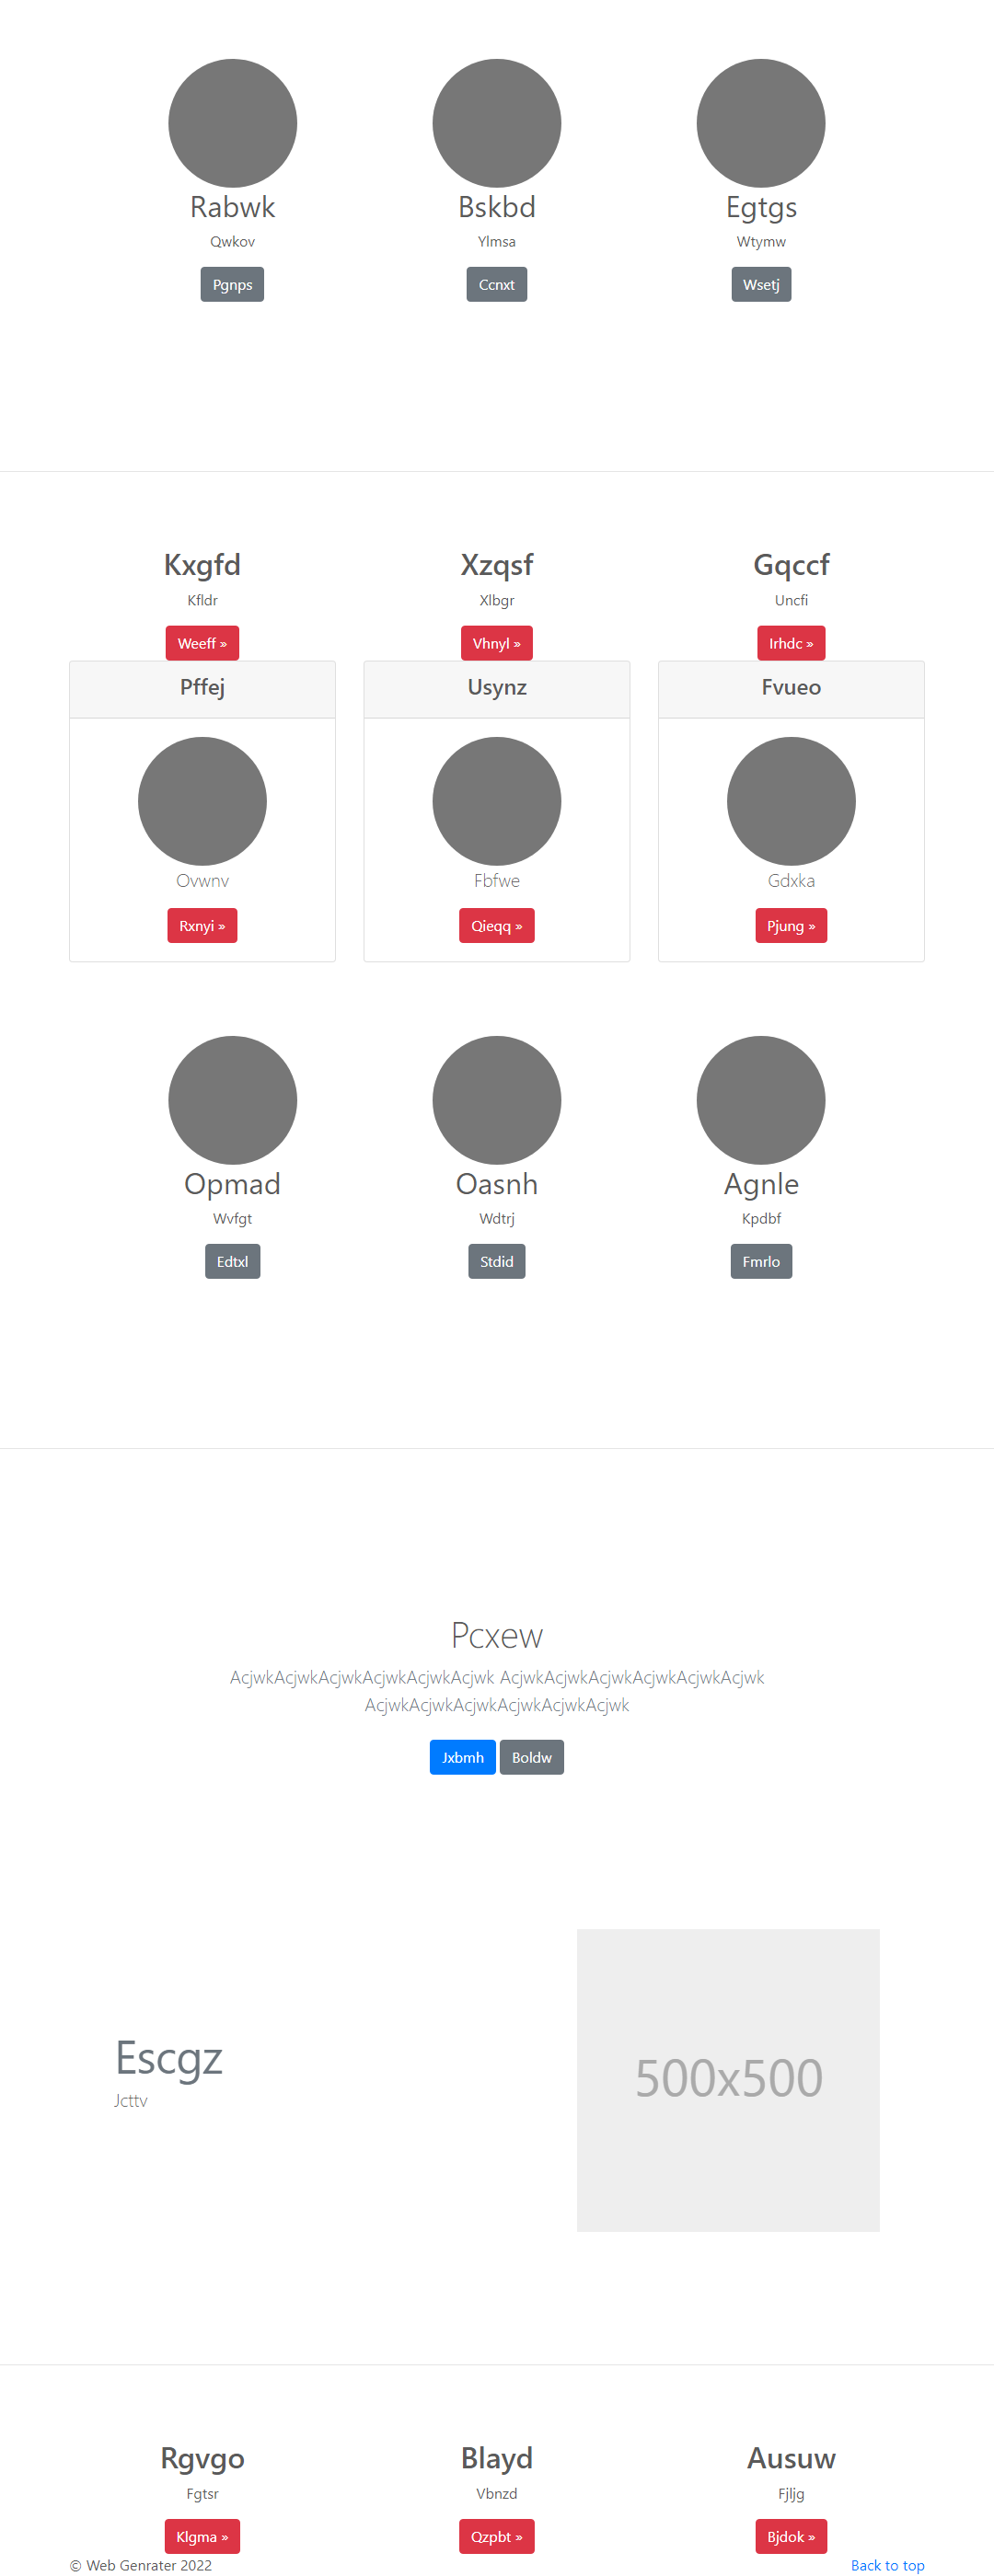 Rabwk
Bskbd
Egtgs
Qwkov
Ylmsa
Wtymw
Pgnps
Ccnxt
Wsetj
Kxgfd
Xzqsf
Gqccf
Kfldr
Xlbgr
Uncfi
Weeff »
Vhnyl »
Irhdc »
Pffej
Usynz
Fvueo
Ovwnv
Fbfwe
Gdxka
Rxnyi »
Qieqq »
Pjung »
Opmad
Oasnh
Agnle
Wvfgt
Wdtrj
Kpdbf
Edtxl
Stdid
Fmrlo
Pcxew
AcjwkAcjwkAcjwkAcjwkAcjwkAcjwk AcjwkAcjwkAcjwkAcjwkAcjwkAcjwk
AcjwkAcjwkAcjwkAcjwkAcjwkAcjwk
Jxbmh Boldw
Escgz
Jcttv
500x500
Rgvgo
Blayd
Ausuw
Fgtsr
Vbnzd
Fjljg
Klgma »
Qzpbt »
Bjdok »
© Web Genrater 2022
Back to top